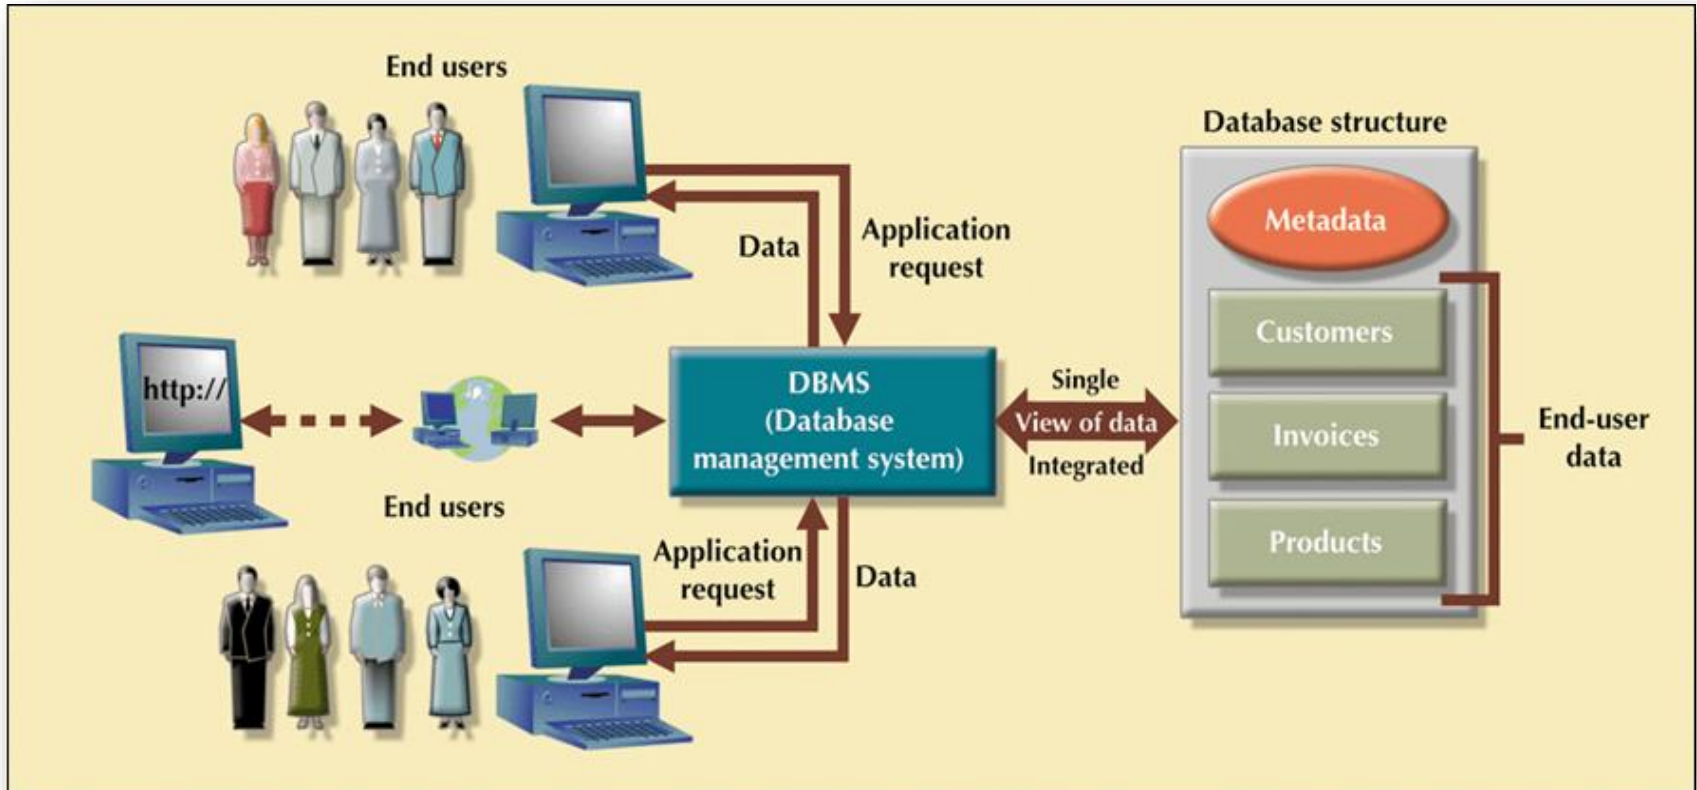 End users
Database structure
Metadata
Data
Application
request
Customers
http://
DBMS
(Database
management system)
Single
View of data
Integrated
Invoices
End-user
data
End users
Products
Application
request
Data